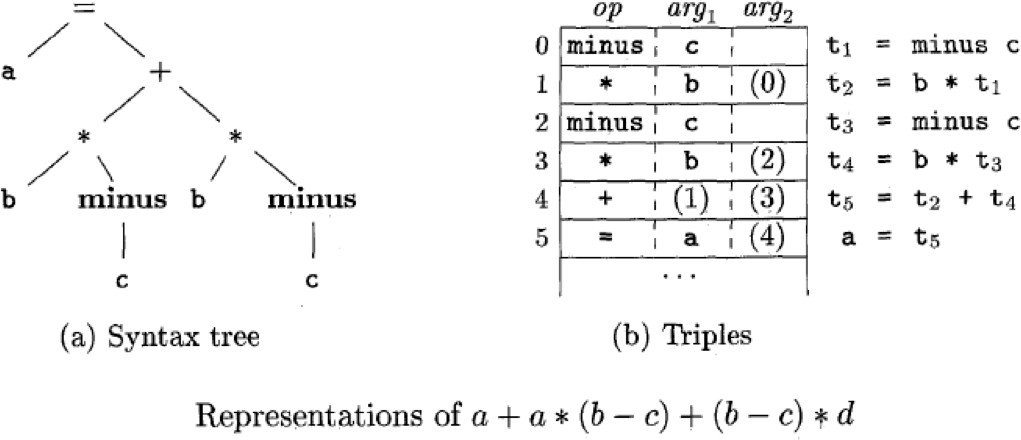 =
a +
* *
b minus b minus
c c
op arg₁ arg₂
0 minus c t₁ = minus c
1 * b (0) t₂ = b * t₁
2 minus c t₃ = minus c
3 * b (2) t₄ = b * t₃
4 + (1) (3) t₅ = t₂ + t₄
5 = a (4) a = t₅
...
(a) Syntax tree
(b) Triples
Representations of a + a * (b − c) + (b − c) * d